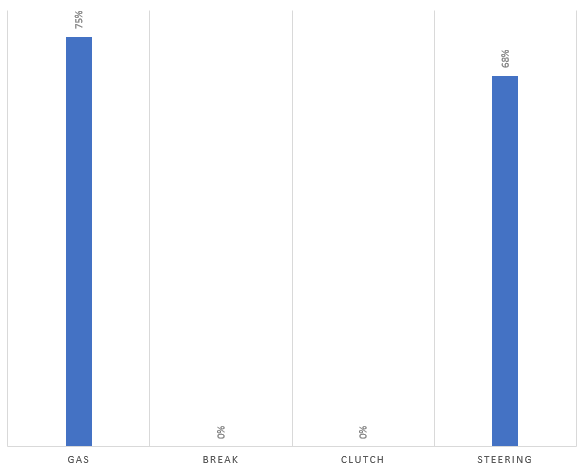 75%
68%
0%
0%
GAS
BREAK
CLUTCH
STEERING